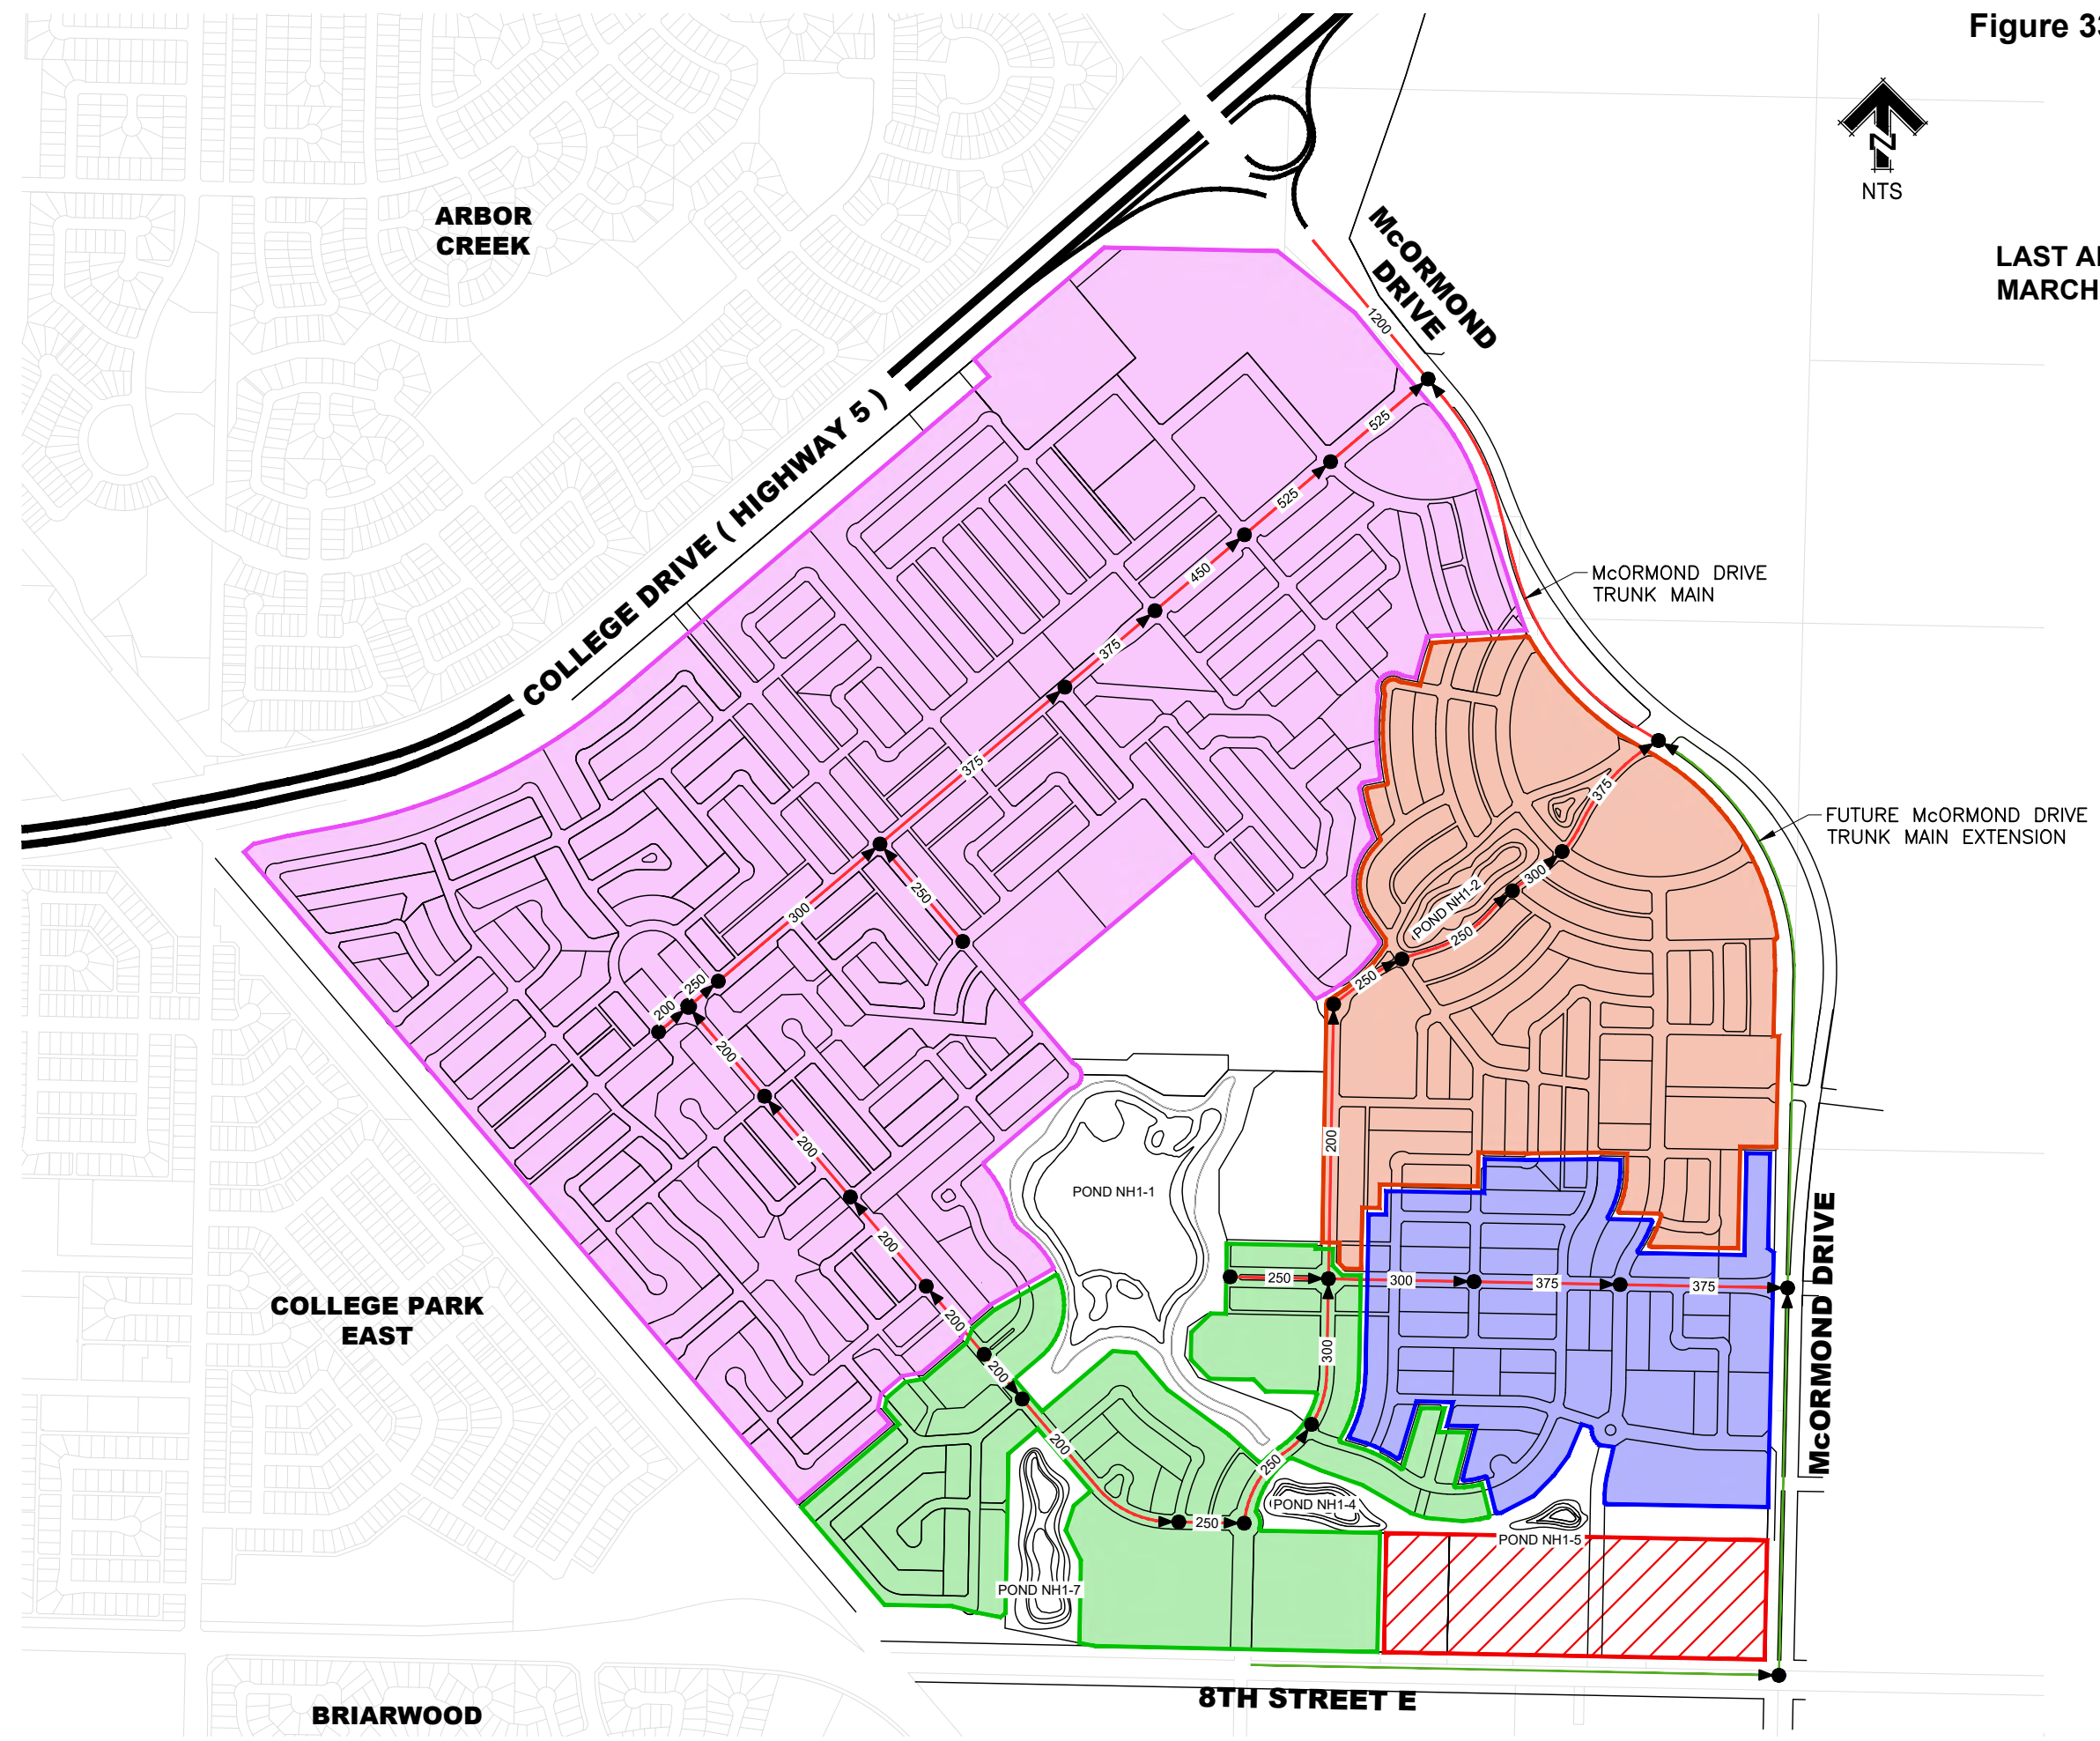 Figure 33
NTS
LAST A
MARCH
ARBOR
CREEK
McORMOND
DRIVE
1200
COLLEGE DRIVE ( HIGHWAY 5 )
525
525
450
375
375
300
250
250
200
200
200
200
200
200
200
250
250
300
250
300
375
375
200
250
250
300
375
McORMOND DRIVE
TRUNK MAIN
FUTURE McORMOND DRIVE
TRUNK MAIN EXTENSION
POND NH1-2
POND NH1-1
COLLEGE PARK
EAST
McORMOND DRIVE
POND NH1-4
POND NH1-5
POND NH1-7
8TH STREET E
BRIARWOOD